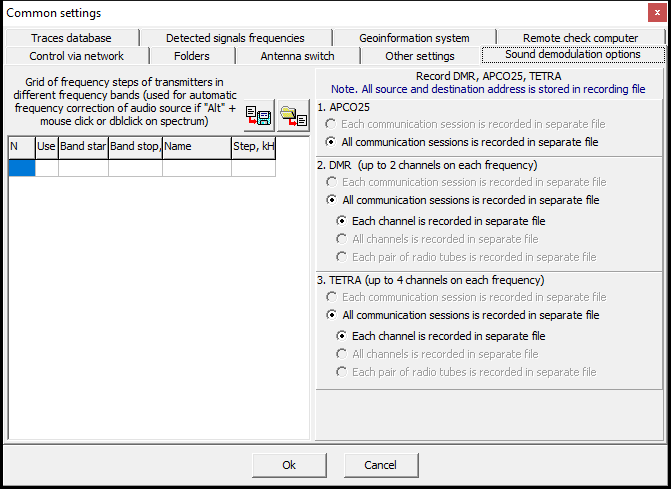 Common settings
Traces database
Detected signals frequencies
Geoinformation system
Remote check computer
Control via network
Folders
Antenna switch
Other settings
Sound demodulation options
Grid of frequency steps of transmitters in
different frequency bands (used for automatic
frequency correction of audio source if "Alt" +
mouse click or dblclick on spectrum)
N Use Band star Band stop, Name Step, kH
Record DMR, APCO25, TETRA
Note. All source and destination address is stored in recording file
1. APCO25
Each communication session is recorded in separate file
All communication sessions is recorded in separate file
2. DMR (up to 2 channels on each frequency)
Each communication session is recorded in separate file
All communication sessions is recorded in separate file
Each channel is recorded in separate file
All channels is recorded in separate file
Each pair of radio tubes is recorded in separate file
3. TETRA (up to 4 channels on each frequency)
Each communication session is recorded in separate file
All communication sessions is recorded in separate file
Each channel is recorded in separate file
All channels is recorded in separate file
Each pair of radio tubes is recorded in separate file
Ok
Cancel